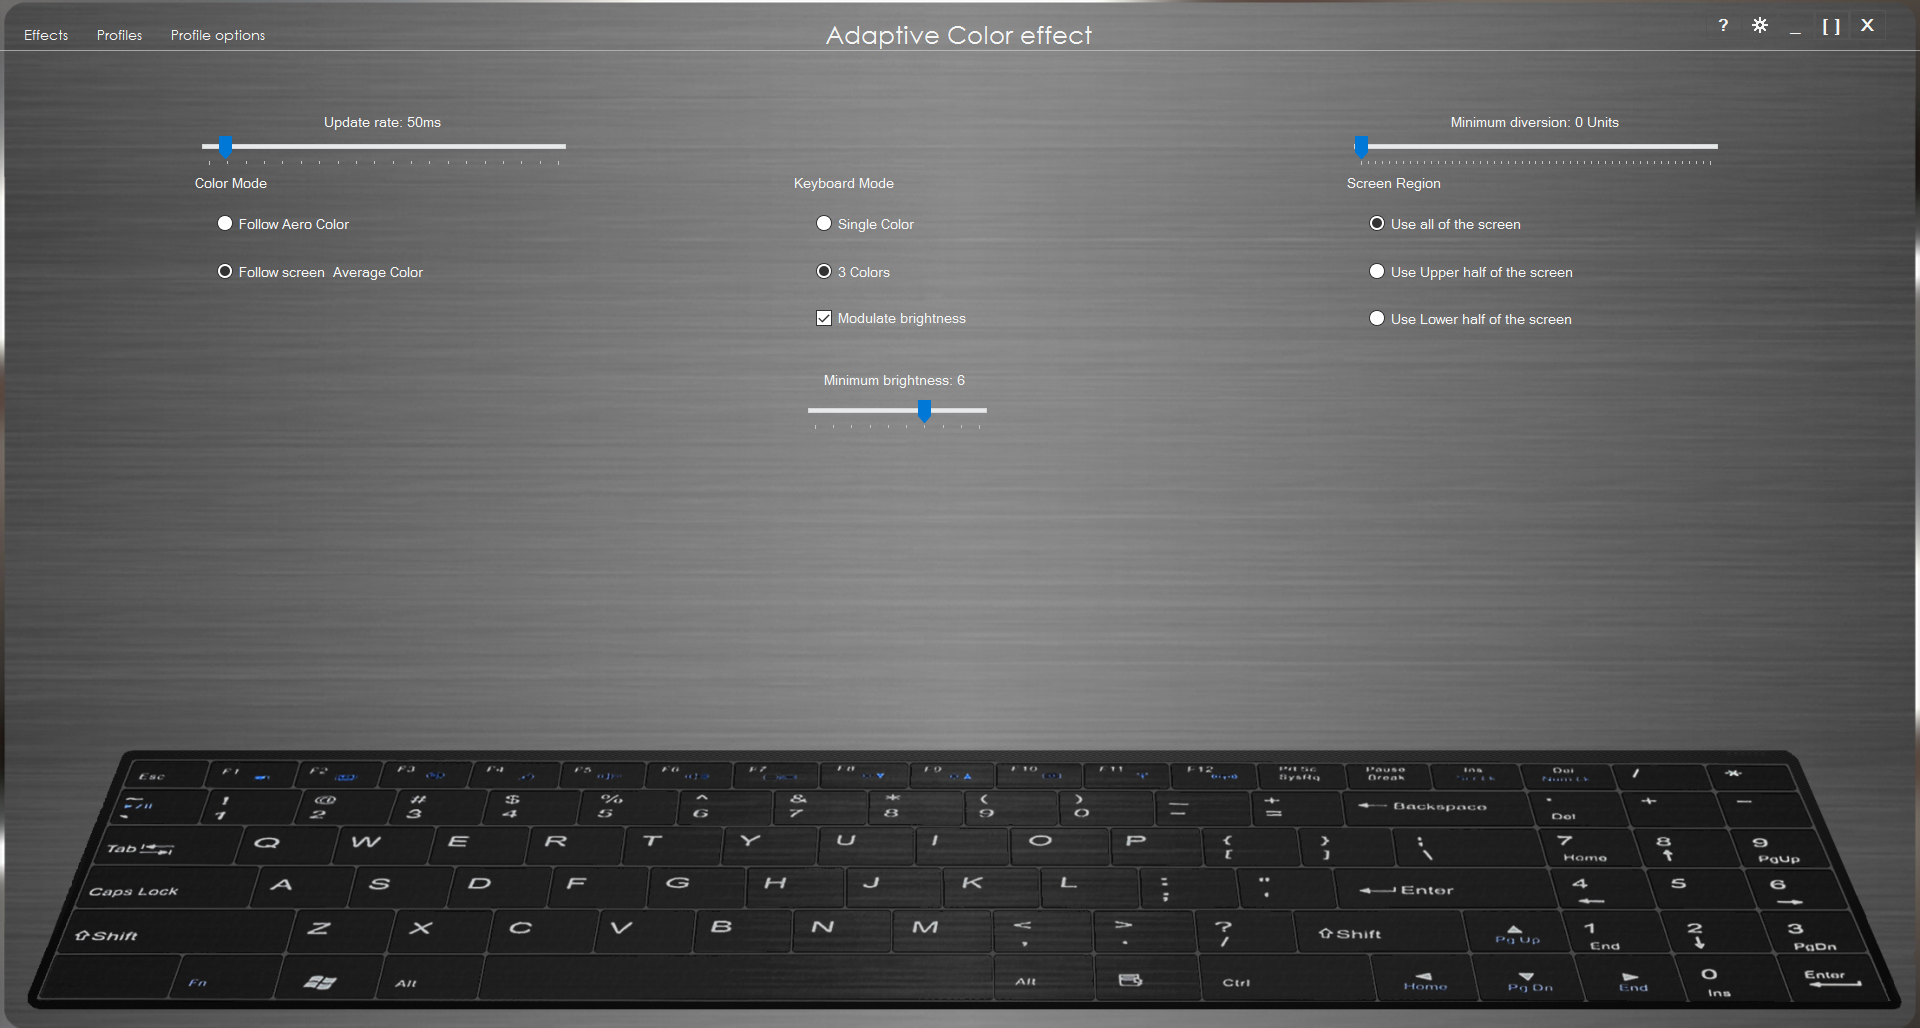 Effects Profiles Profile options
Adaptive Color effect
? _ [ ] X
Update rate: 50ms
Minimum diversion: 0 Units
Color Mode
Follow Aero Color
Follow screen  Average Color
Keyboard Mode
Single Color
3 Colors
Modulate brightness
Minimum brightness: 6
Screen Region
Use all of the screen
Use Upper half of the screen
Use Lower half of the screen
Esc F1 F2 F3 F4 F5 F6 F7 F8 F9 F10 F11 F12 Prt Sc SysRq Pause Break Ins Del / *
~ ` ! 1 @ 2 # 3 $ 4 % 5 ^ 6 & 7 * 8 ( 9 ) 0 _ - + = Backspace . Del + -
Tab Q W E R T Y U I O P { [ } ] \ 7 Home 8 9 PgUp
Caps Lock A S D F G H J K L : ; " ' Enter 4 5 6
Shift Z X C V B N M < , > . ? / Shift Pg Up 1 End 2 3 PgDn
Fn Alt Alt Ctrl Home Pg Dn End 0 Ins Enter